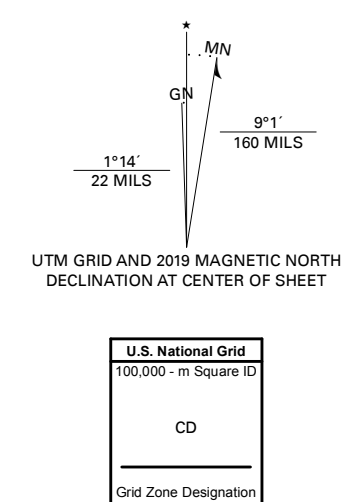 ★
MN
GN
9°1´
160 MILS
1°14´
22 MILS
UTM GRID AND 2019 MAGNETIC NORTH
DECLINATION AT CENTER OF SHEET
U.S. National Grid
100,000 - m Square ID
CD
Grid Zone Designation